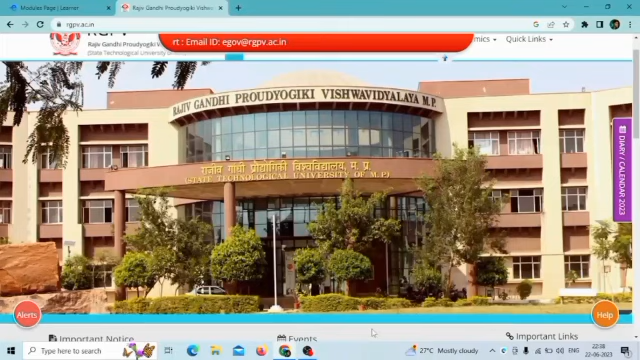 Modules Page | Learner
Rajiv Gandhi Proudyogiki Vishwa
rgpv.ac.in
rt : Email ID: egov@rgpv.ac.in
Rajiv Gandhi Proudyogiki V
(State Technological University of
mics
Quick Links
RAJIV GANDHI PROUDYOGIKI VISHWAVIDYALAYA M.P.
राजीव गांधी प्रौद्योगिकी विश्वविद्यालय, म. प्र.
(STATE TECHNOLOGICAL UNIVERSITY OF M.P.)
DIARY / CALENDAR 2023
Alerts
Help
Important Notice
Events
Important Links
Type here to search
27°C Mostly cloudy
ENG
22:08
22-06-2023